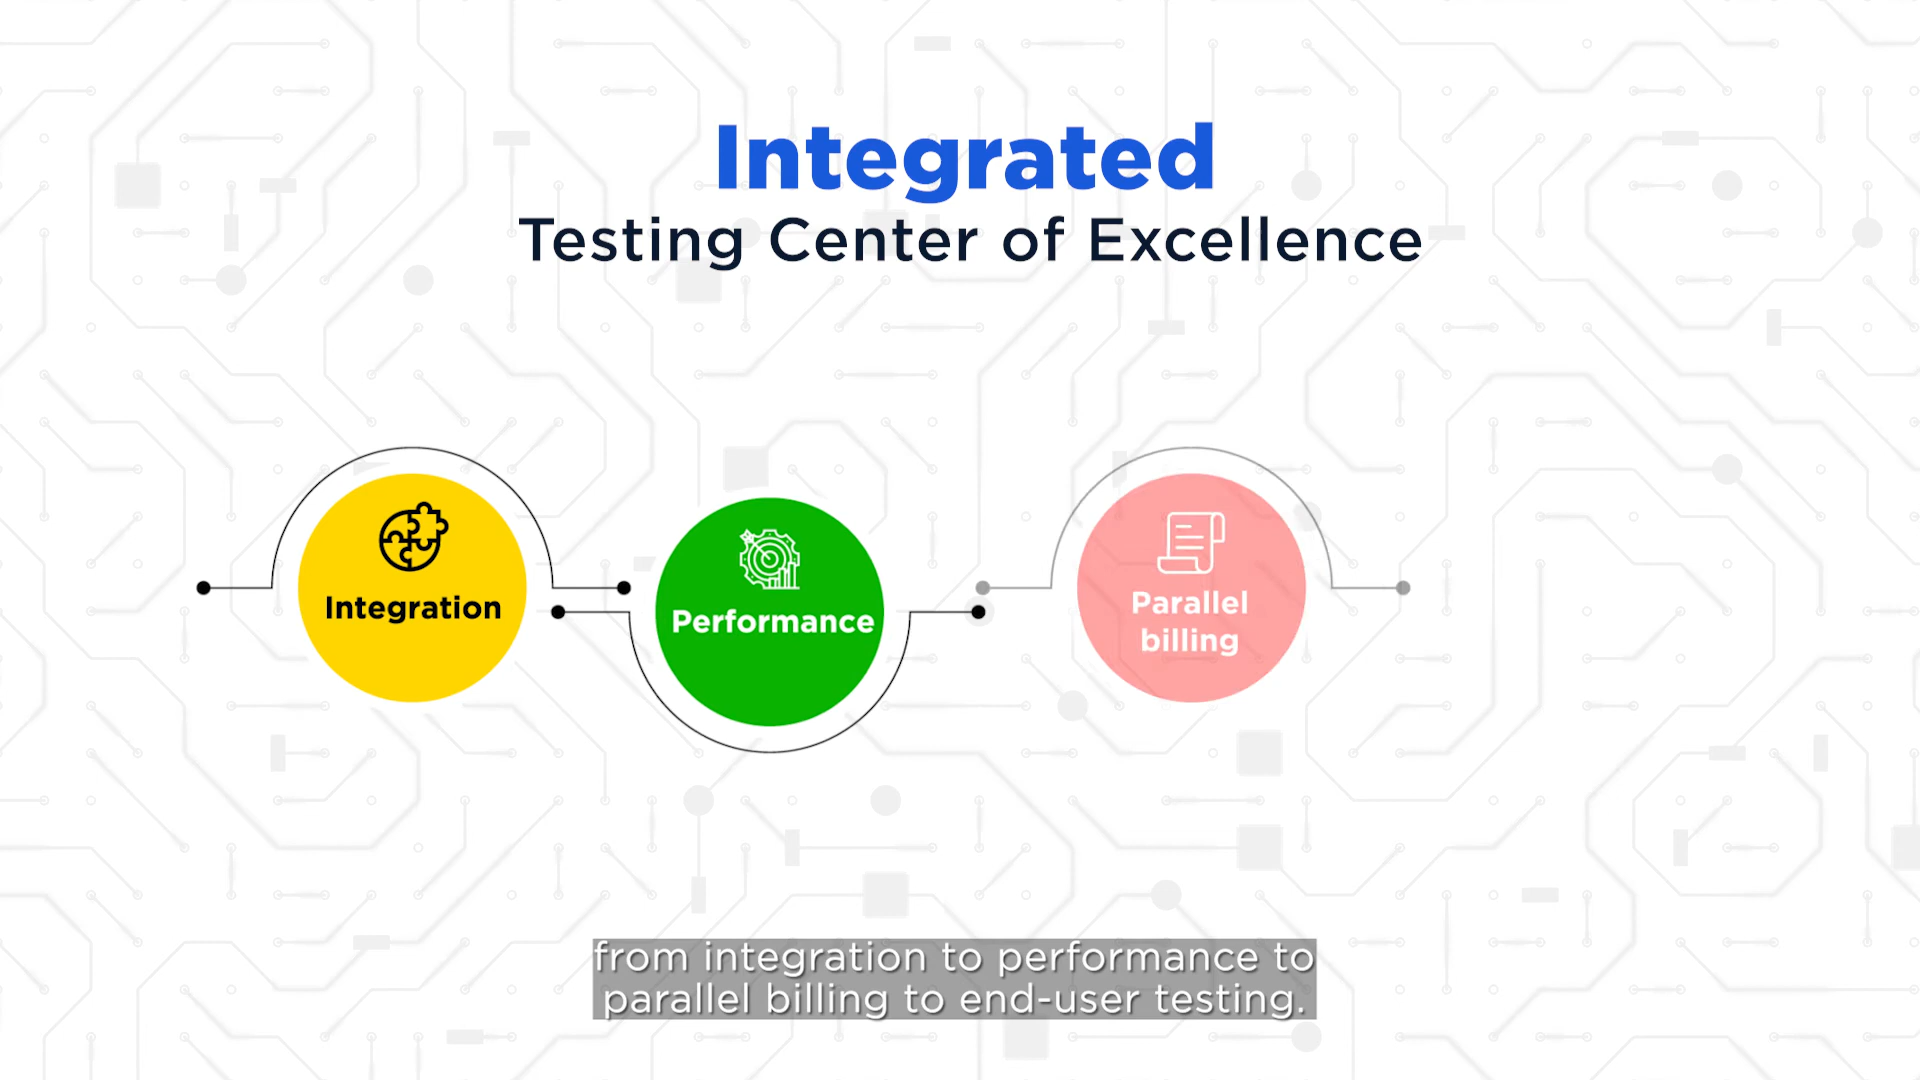 Integrated
Testing Center of Excellence
Integration
Performance
Parallel
billing
from integration to performance to
parallel billing to end-user testing.